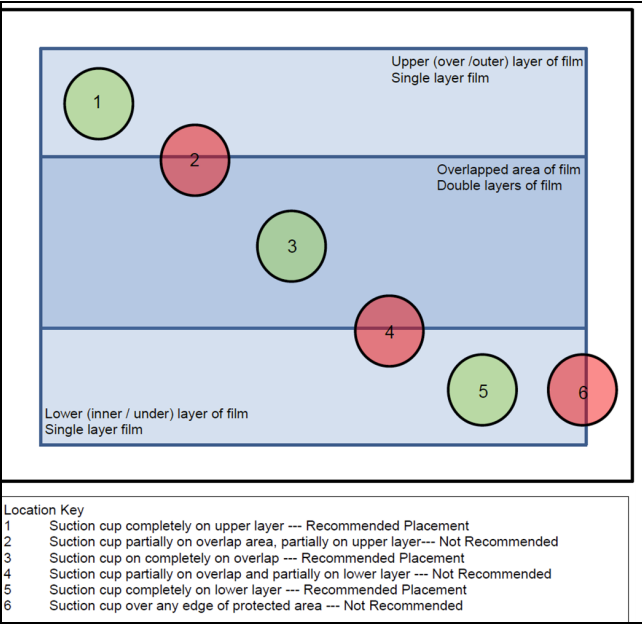 Upper (over /outer) layer of film
Single layer film
1
2
Overlapped area of film
Double layers of film
3
4
5
6
Lower (inner / under) layer of film
Single layer film
Location Key
1 Suction cup completely on upper layer --- Recommended Placement
2 Suction cup partially on overlap area, partially on upper layer--- Not Recommended
3 Suction cup on completely on overlap --- Recommended Placement
4 Suction cup partially on overlap and partially on lower layer --- Not Recommended
5 Suction cup completely on lower layer --- Recommended Placement
6 Suction cup over any edge of protected area --- Not Recommended